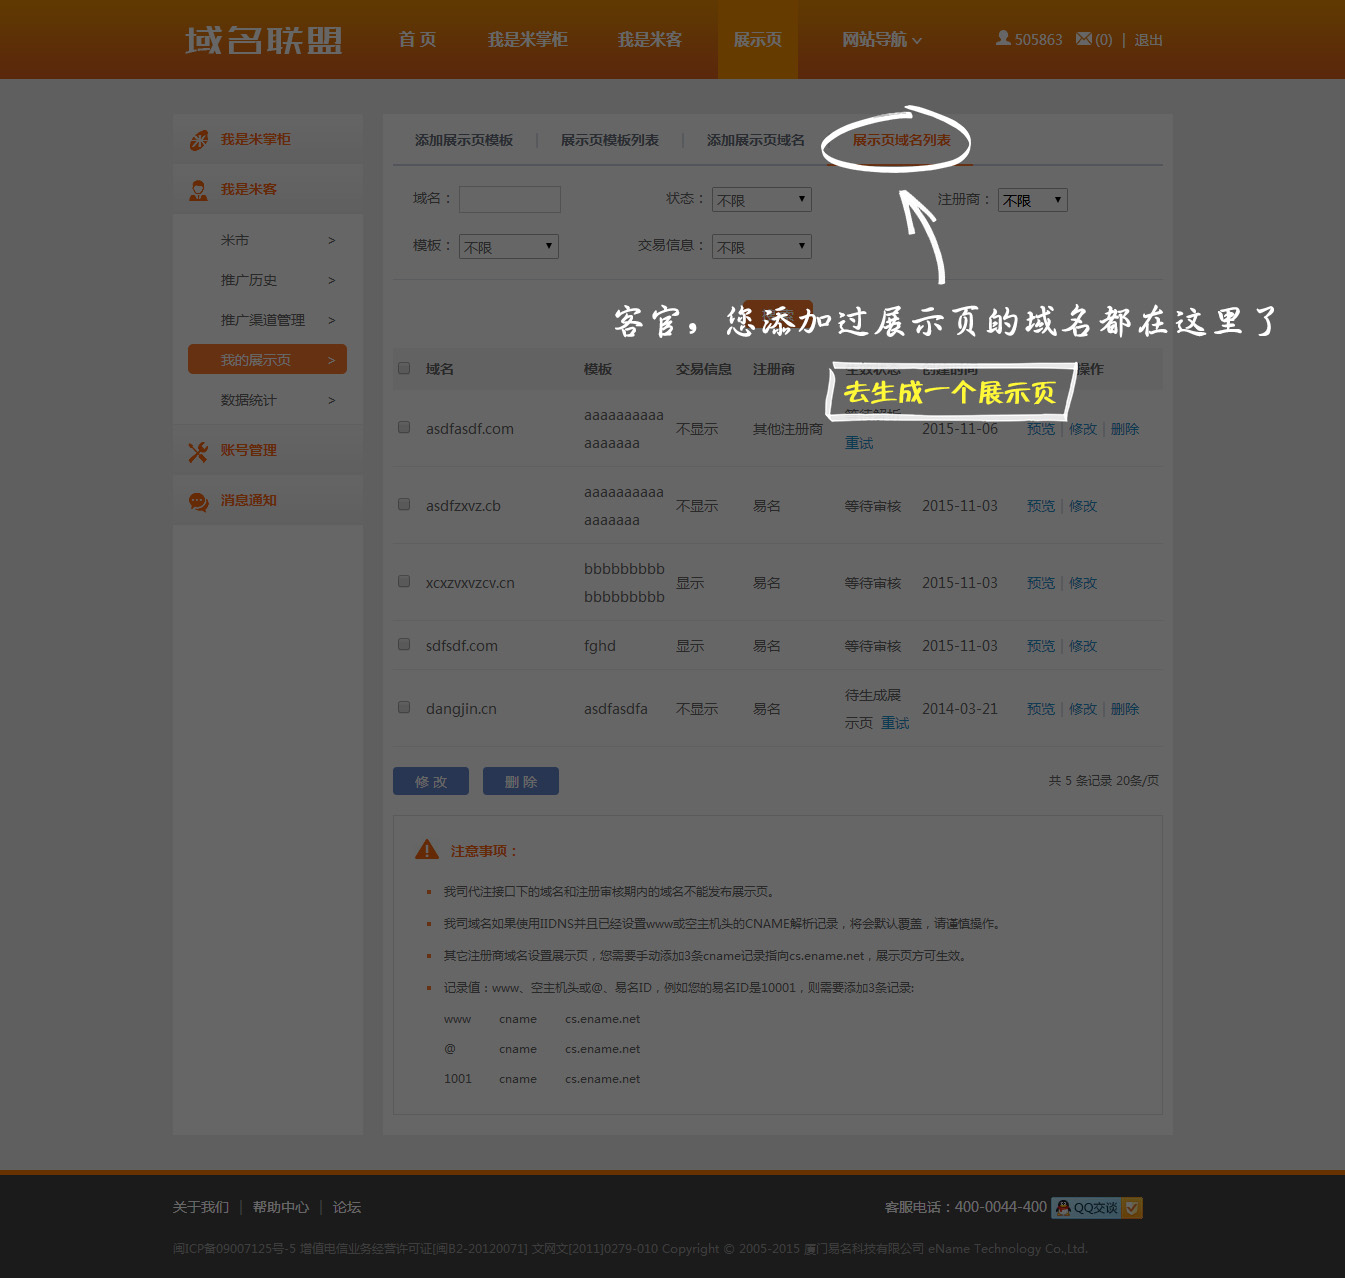 域名联盟 首 页 我是米掌柜 我是米客 展示页 网站导航 505863 (0) | 退出
我是米掌柜
我是米客
米市 >
推广历史 >
推广渠道管理 >
我的展示页 >
数据统计 >
账号管理
消息通知
添加展示页模板 | 展示页模板列表 | 添加展示页域名 展示页域名列表
域名： 状态： 不限 注册商： 不限
模板： 不限 交易信息： 不限
客官，您添加过展示页的域名都在这里了
去生成一个展示页
域名 模板 交易信息 注册商 生效状态 创建时间 操作
asdfasdf.com aaaaaaaaaa aaaaaaa 不显示 其他注册商 等待解析 重试 2015-11-06 预览 | 修改 | 删除
asdfzxvz.cb aaaaaaaaaa aaaaaaa 不显示 易名 等待审核 2015-11-03 预览 | 修改
xcxzvxvzcv.cn bbbbbbbbb bbbbbbbbb 显示 易名 等待审核 2015-11-03 预览 | 修改
sdfsdf.com fghd 显示 易名 等待审核 2015-11-03 预览 | 修改
dangjin.cn asdfasdfa 不显示 易名 待生成展示页 重试 2014-03-21 预览 | 修改 | 删除
修 改 删 除 共 5 条记录 20条/页
注意事项：
我司代注接口下的域名和注册审核期内的域名不能发布展示页。
我司域名如果使用IIDNS并且已经设置www或空主机头的CNAME解析记录，将会默认覆盖，请谨慎操作。
其它注册商域名设置展示页，您需要手动添加3条cname记录指向cs.ename.net，展示页方可生效。
记录值：www、空主机头或@、易名ID，例如您的易名ID是10001，则需要添加3条记录:
www cname cs.ename.net
@ cname cs.ename.net
1001 cname cs.ename.net
关于我们 | 帮助中心 | 论坛 客服电话：400-0044-400 QQ交谈
闽ICP备09007125号-5 增值电信业务经营许可证[闽B2-20120071] 文网文[2011]0279-010 Copyright © 2005-2015 厦门易名科技有限公司 eName Technology Co.,Ltd.